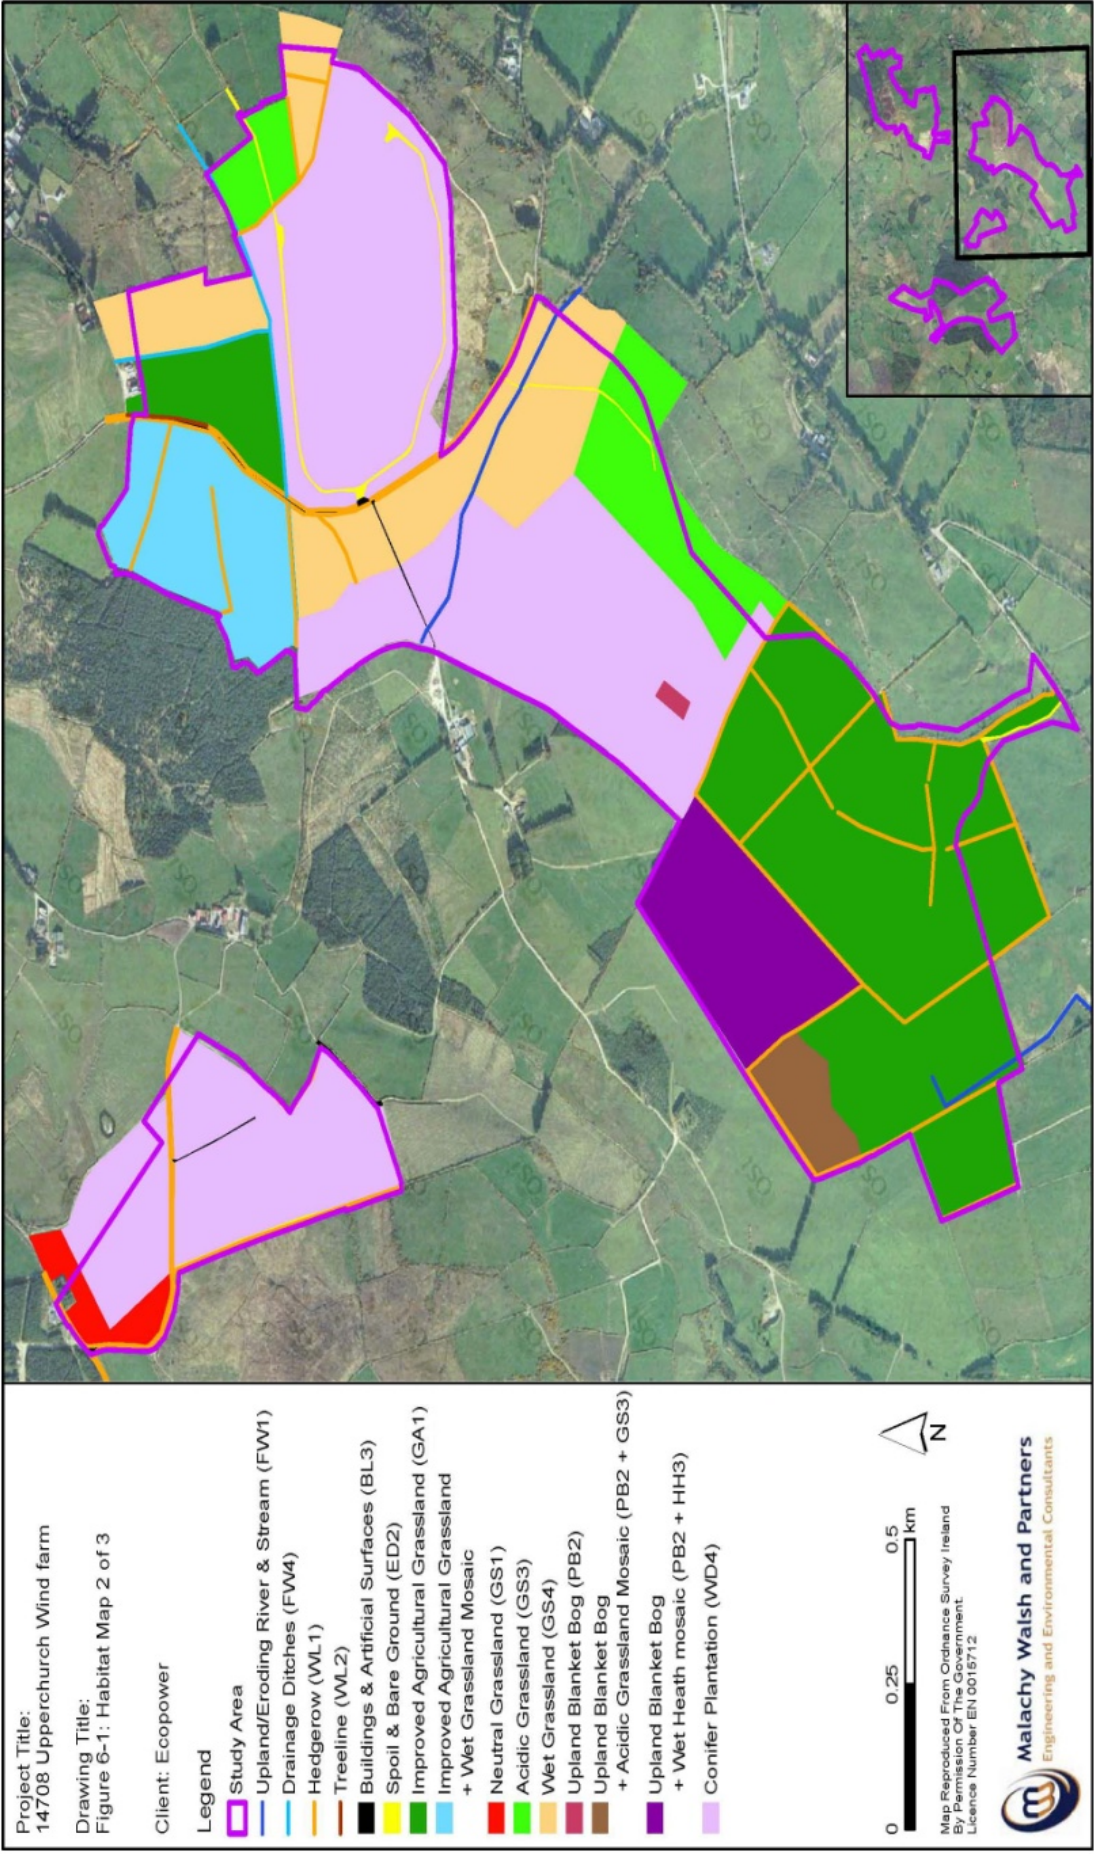 Project Title:
14708 Upperchurch Wind farm
Drawing Title:
Figure 6-1: Habitat Map 2 of 3
Client: Ecopower
Legend
Study Area
Upland/Eroding River & Stream (FW1)
Drainage Ditches (FW4)
Hedgerow (WL1)
Treeline (WL2)
Buildings & Artificial Surfaces (BL3)
Spoil & Bare Ground (ED2)
Improved Agricultural Grassland (GA1)
Improved Agricultural Grassland
+ Wet Grassland Mosaic
Neutral Grassland (GS1)
Acidic Grassland (GS3)
Wet Grassland (GS4)
Upland Blanket Bog (PB2)
Upland Blanket Bog
+ Acidic Grassland Mosaic (PB2 + GS3)
Upland Blanket Bog
+ Wet Heath mosaic (PB2 + HH3)
Conifer Plantation (WD4)
0 0.25 0.5
km
N
Map Reproduced From Ordnance Survey Ireland
By Permission Of The Government.
Licence Number EN 0015712
Malachy Walsh and Partners
Engineering and Environmental Consultants